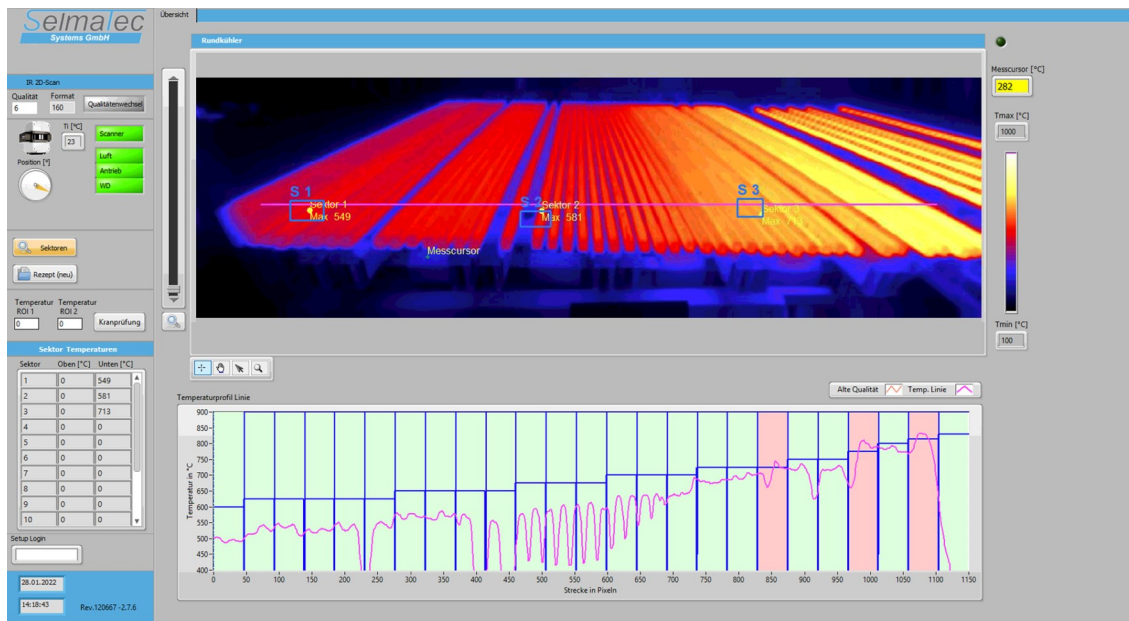 Selmatec
Systems GmbH
Übersicht
IR 2D-Scan
Qualität Format
6 160 Qualitätenwechsel
Ti [°C]
23
Position [°]
Scanner
Luft
Antrieb
WD
Sektoren
Rezept (neu)
Temperatur Temperatur
ROI 1 ROI 2
0 0 Kranprüfung
Sektor Temperaturen
Sektor Oben [°C] Unten [°C]
1 0 549
2 0 581
3 0 713
4 0 0
5 0 0
6 0 0
7 0 0
8 0 0
9 0 0
10 0 0
Setup Login
28.01.2022
14:18:43 Rev.120667 -2.7.6
Rundkühler
S 1
Sektor 1
Max 549
S 2
Sektor 2
Max 581
S 3
Messcursor
Messcursor [°C]
282
Tmax [°C]
1000
Tmin [°C]
100
Alte Qualität Temp. Linie
Temperaturprofil Linie
900
850
800
750
700
650
600
550
500
450
400
Temperatur in °C
0 50 100 150 200 250 300 350 400 450 500 550 600 650 700 750 800 850 900 950 1000 1050 1100 1150
Strecke in Pixeln